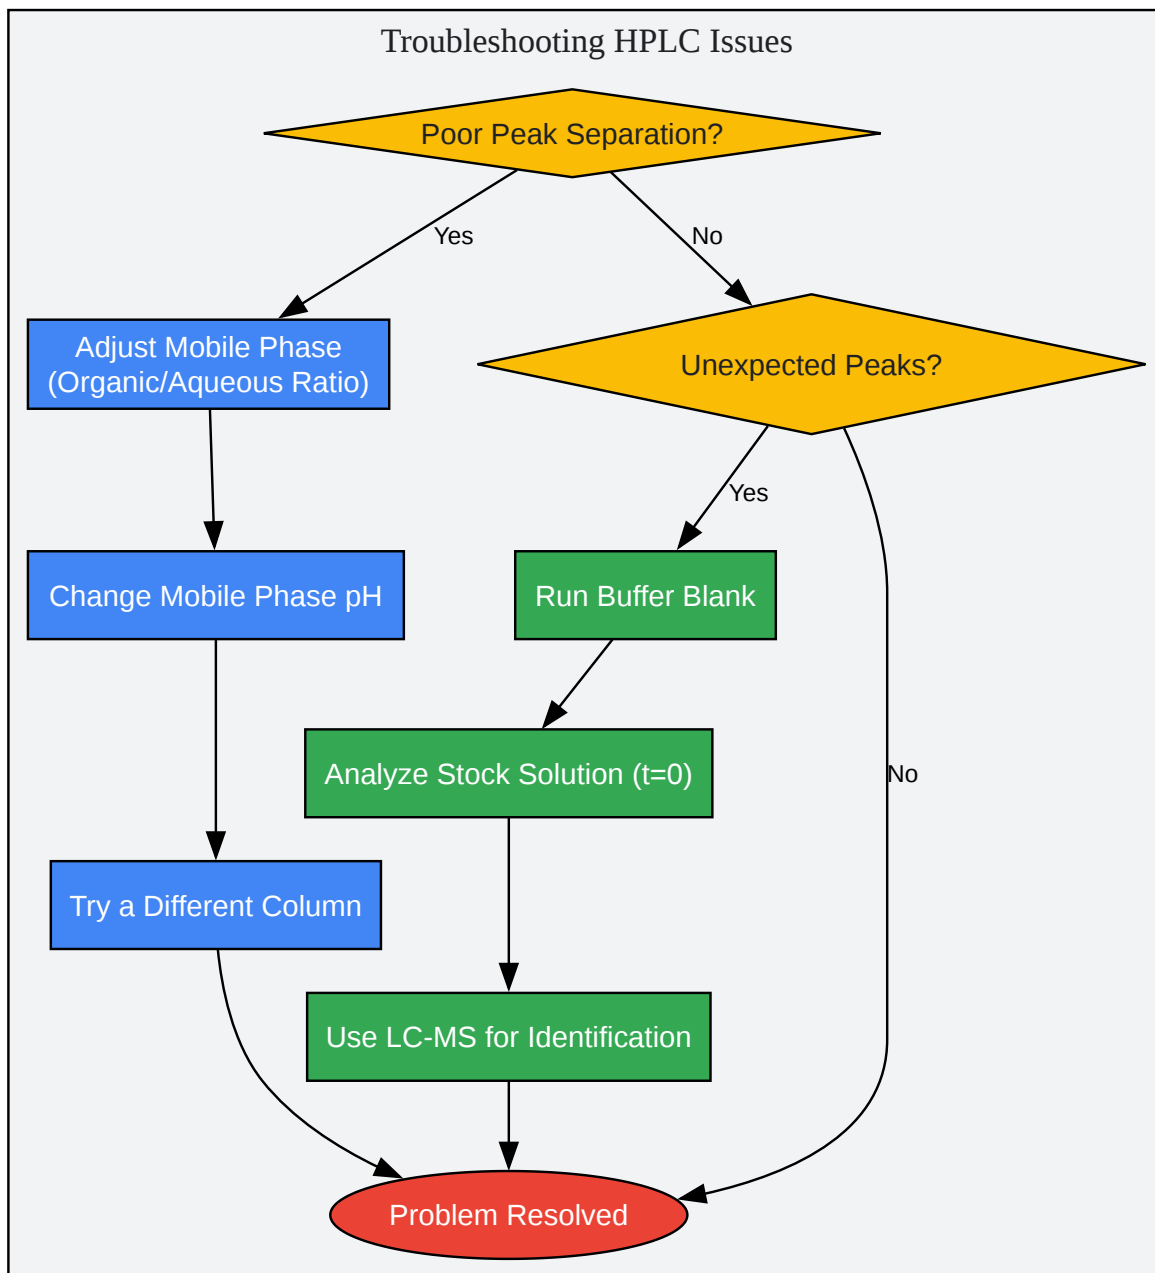 Troubleshooting HPLC Issues
Poor Peak Separation?
Yes
No
Adjust Mobile Phase
(Organic/Aqueous Ratio)
Unexpected Peaks?
Yes
Change Mobile Phase pH
Run Buffer Blank
Analyze Stock Solution (t=0)
No
Try a Different Column
Use LC-MS for Identification
Problem Resolved